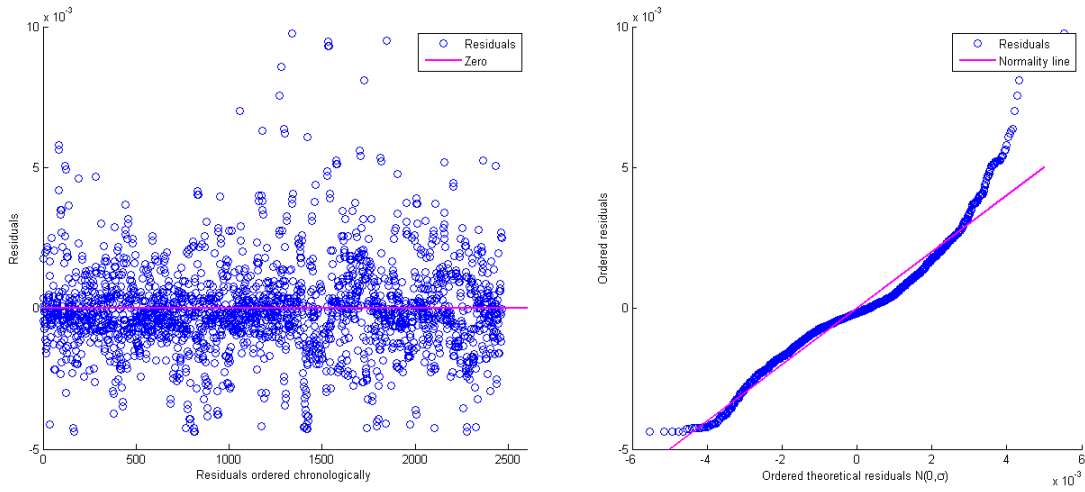 x 10⁻³
10
5
0
-5
Residuals
0
500
1000
1500
2000
2500
Residuals ordered chronologically
Residuals
Zero
x 10⁻³
10
5
0
-5
Ordered residuals
-6
-4
-2
0
2
4
6
x 10⁻³
Ordered theoretical residuals N(0,σ)
Residuals
Normality line